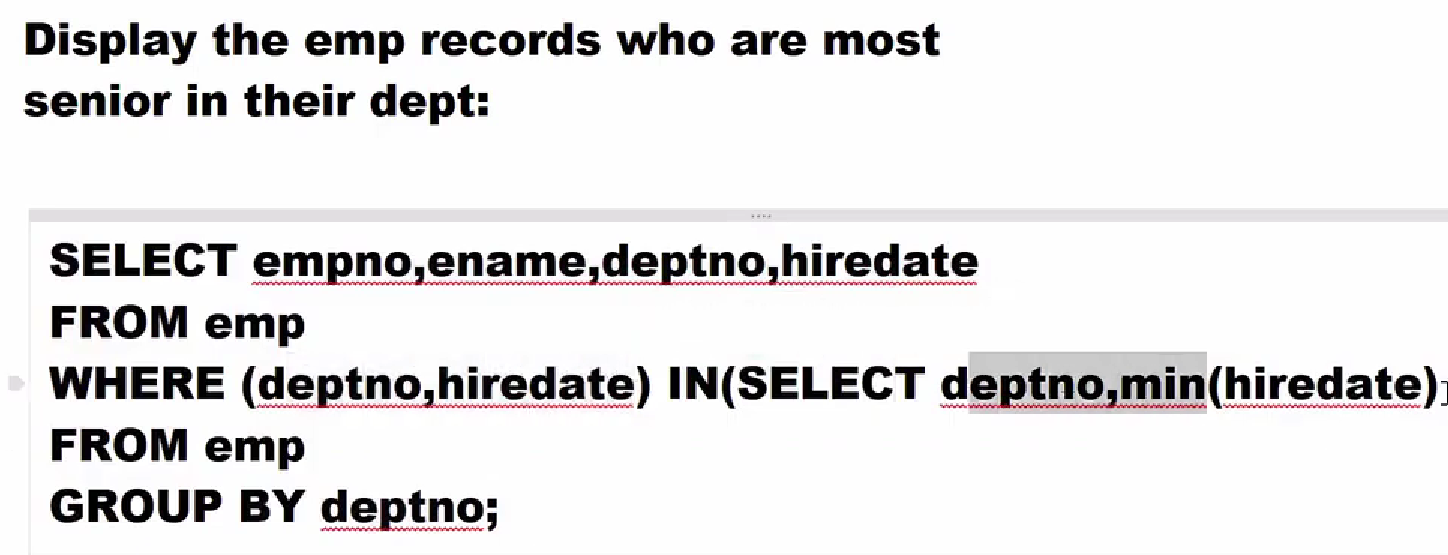 Display the emp records who are most
senior in their dept:
SELECT empno,ename,deptno,hiredate
FROM emp
WHERE (deptno,hiredate) IN(SELECT deptno,min(hiredate)
FROM emp
GROUP BY deptno;